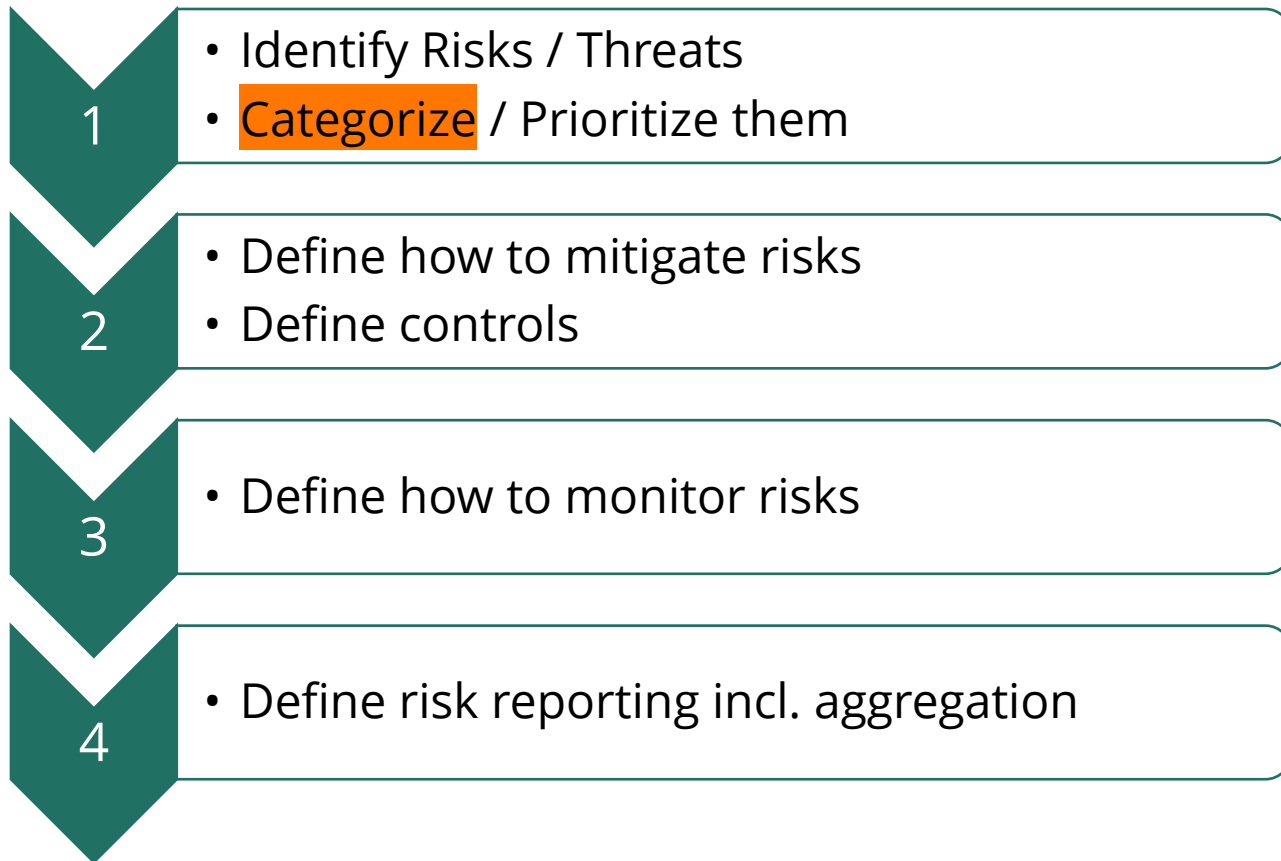 1
• Identify Risks / Threats
• Categorize / Prioritize them
2
• Define how to mitigate risks
• Define controls
3
• Define how to monitor risks
4
• Define risk reporting incl. aggregation